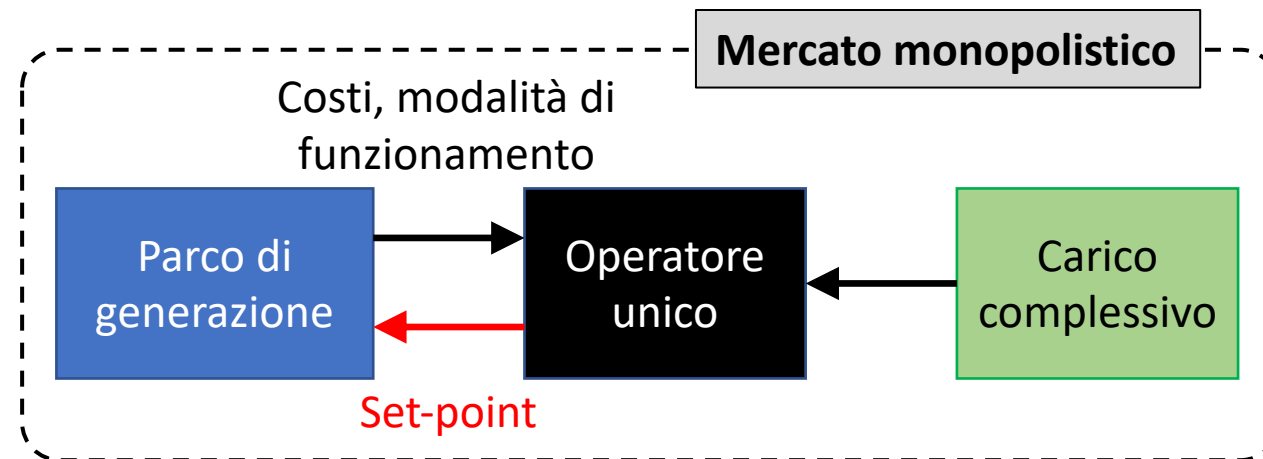 Mercato monopolistico
Costi, modalità di
funzionamento
Parco di
generazione
Operatore
unico
Carico
complessivo
Set-point